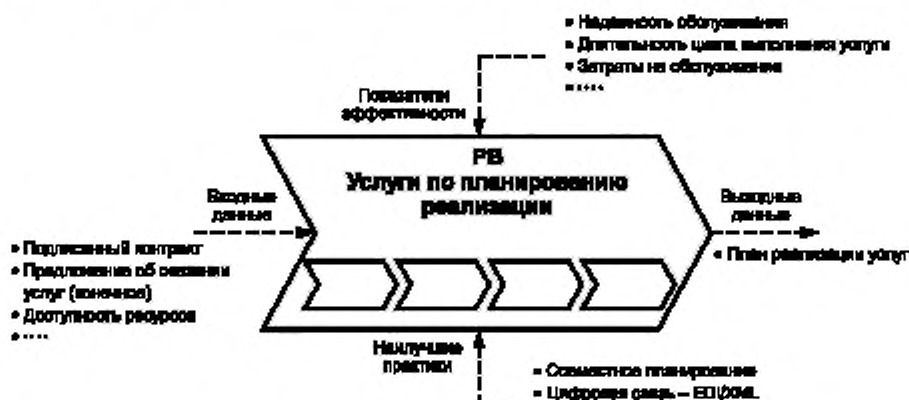 • Надежность обслуживания
• Длительность цикла выполнения услуги
• Затраты на обслуживание
• ····
Показатели
эффективности
РВ
Услуги по планированию
реализации
Входные
данные
Выходные
данные
• Подписанный контракт
• Предложение об оказании
услуг (конечное)
• Доступность ресурсов
• ····
• План реализации услуг
Наилучшие
практики
• Совместное планирование
• Цифровая связь – EDI/XML